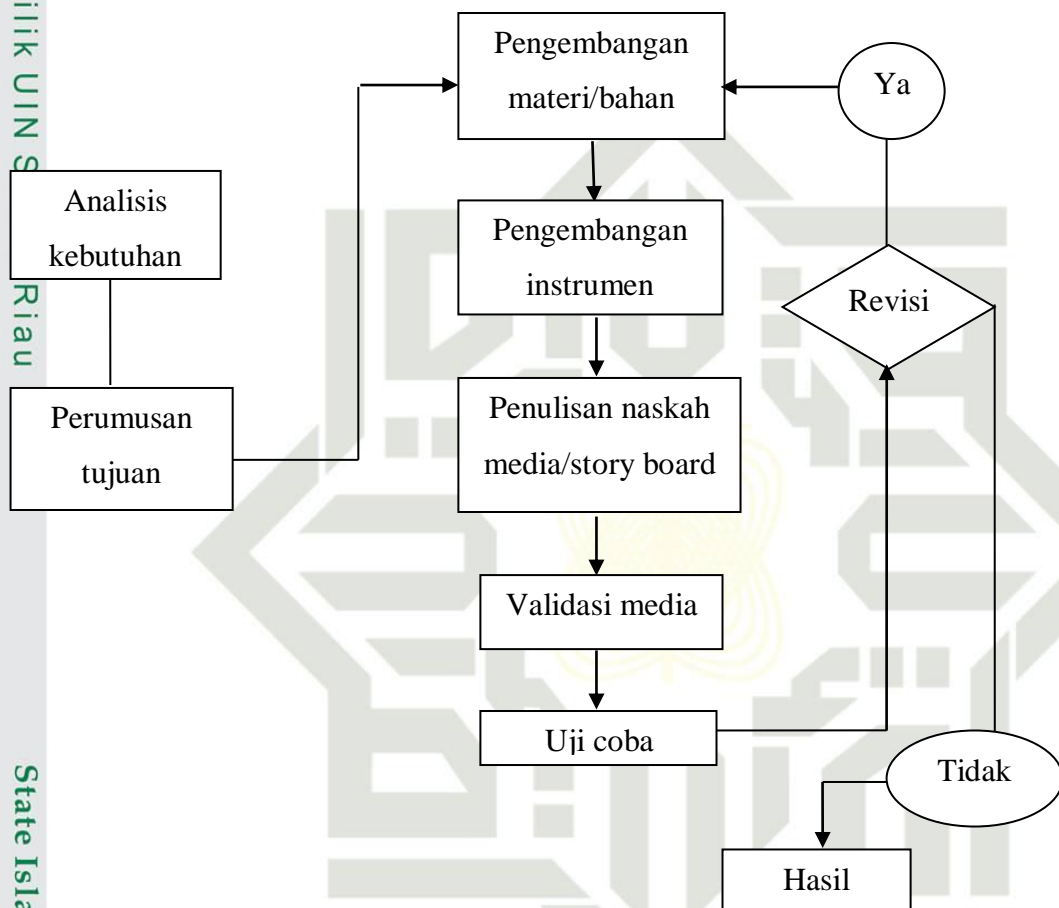 ilik UIN S
Riau
State Isla
Analisis
kebutuhan
Perumusan
tujuan
Pengembangan
materi/bahan
Pengembangan
instrumen
Penulisan naskah
media/story board
Validasi media
Uji coba
Revisi
Ya
Tidak
Hasil